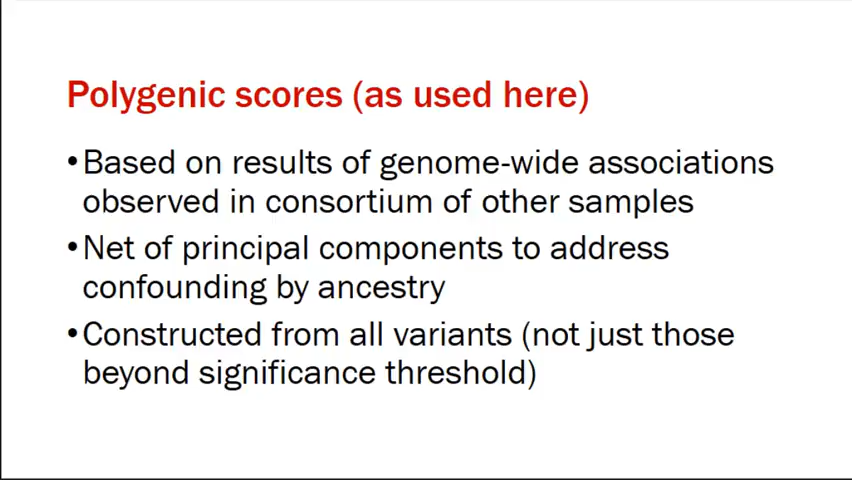 Polygenic scores (as used here)
•Based on results of genome-wide associations
observed in consortium of other samples
•Net of principal components to address
confounding by ancestry
•Constructed from all variants (not just those
beyond significance threshold)